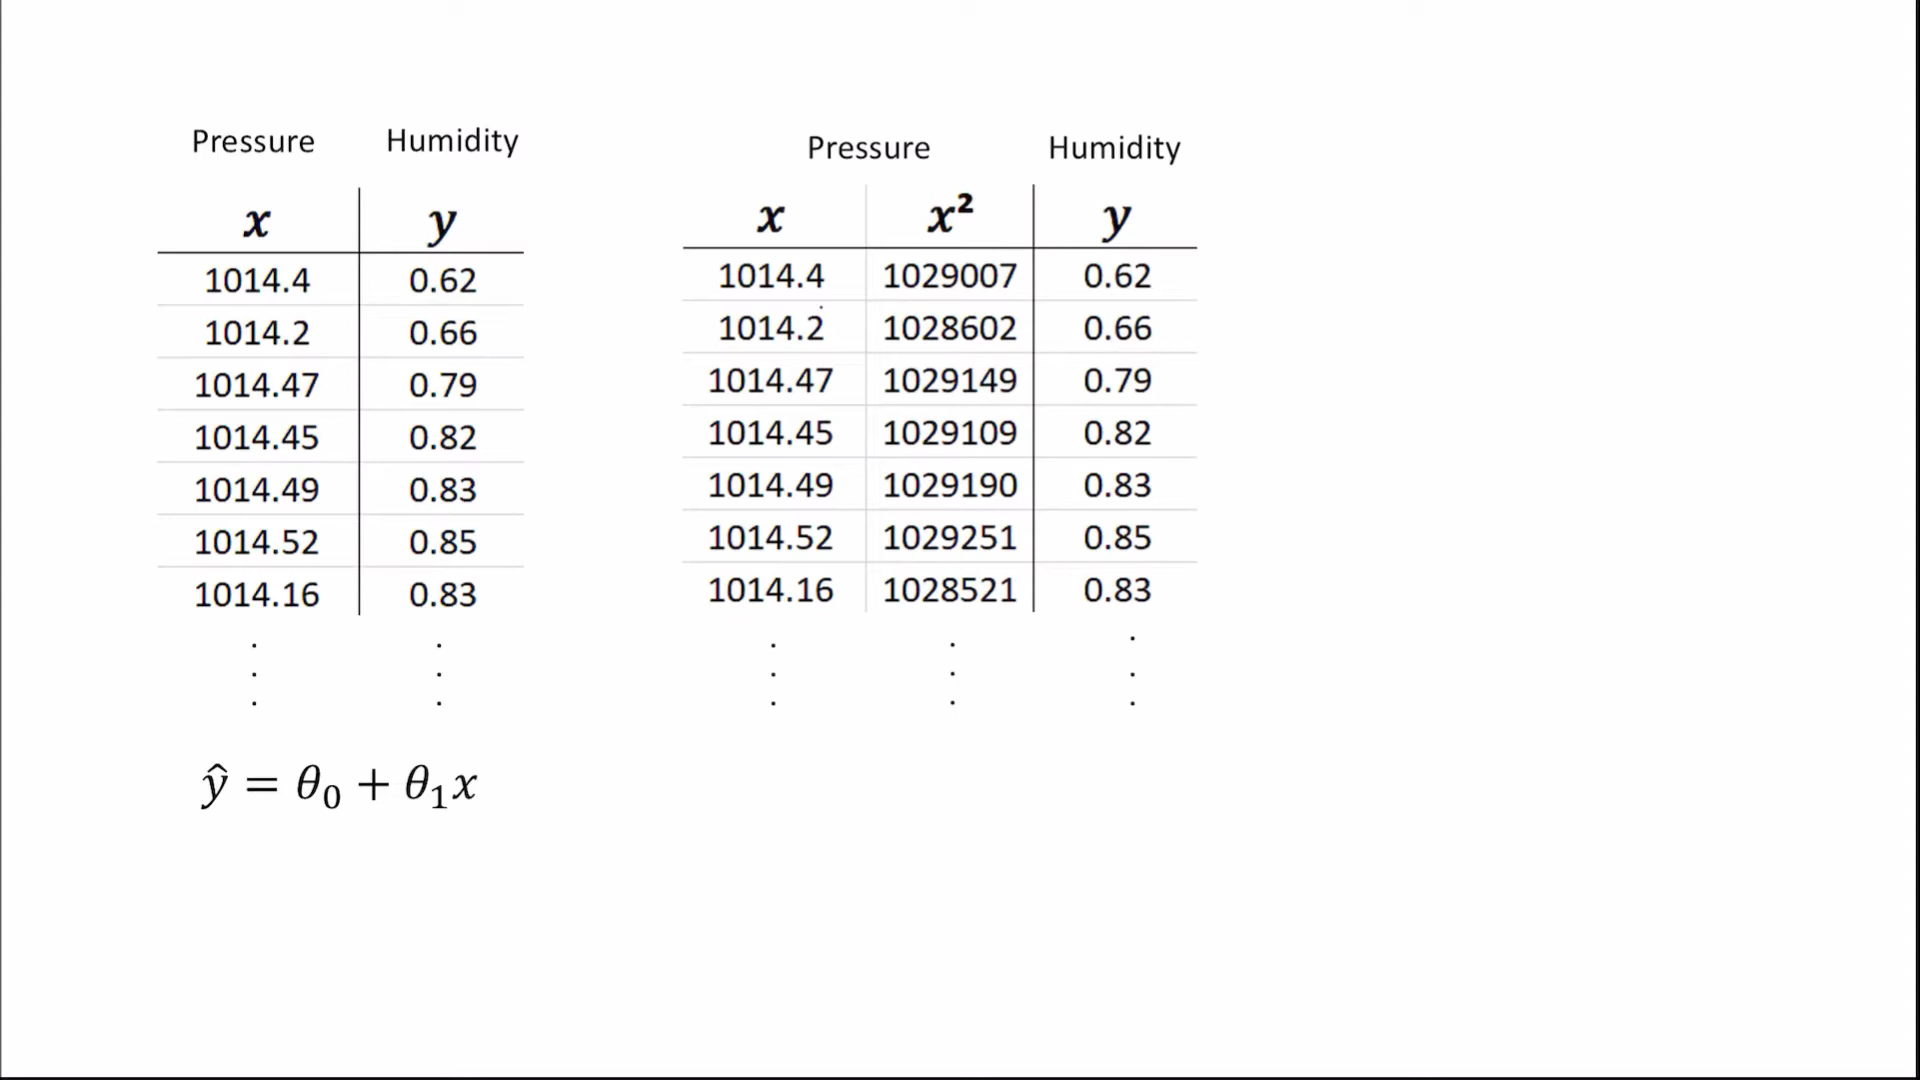 Pressure Humidity
x y
1014.4 0.62
1014.2 0.66
1014.47 0.79
1014.45 0.82
1014.49 0.83
1014.52 0.85
1014.16 0.83
. .
. .
. .
ŷ = θ₀ + θ₁x
Pressure Humidity
x x² y
1014.4 1029007 0.62
1014.2 1028602 0.66
1014.47 1029149 0.79
1014.45 1029109 0.82
1014.49 1029190 0.83
1014.52 1029251 0.85
1014.16 1028521 0.83
. . .
. . .
. . .